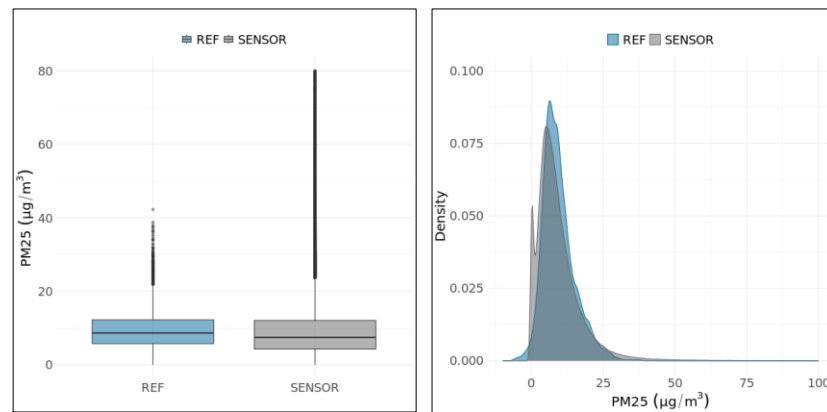 REF SENSOR
80
60
40
20
0
PM25 (µg/m³)
REF SENSOR
REF SENSOR
0.100
0.075
0.050
0.025
0.000
Density
0 25 50 75 100
PM25 (µg/m³)